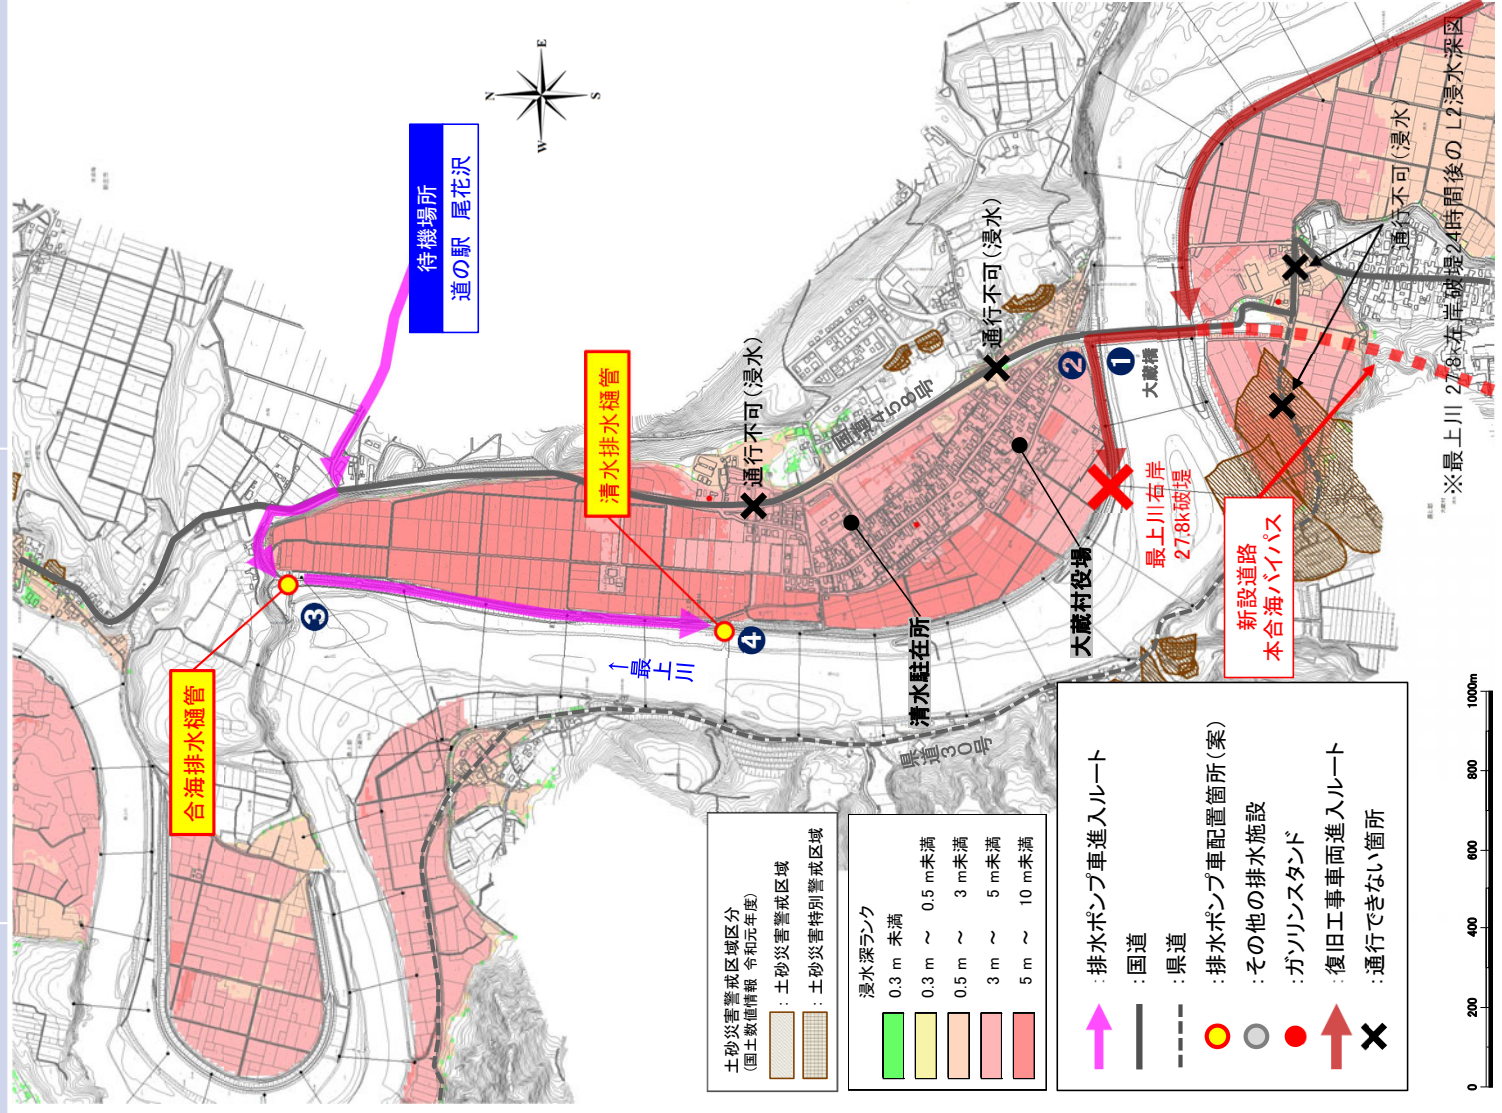 待機場所
道の駅　尾花沢
N
E
S
W
合海排水樋管
清水排水樋管
通行不可(浸水)
通行不可(浸水)
通行不可(浸水)
国道458号
県道30号
↑
最
上
川
❶
❷
❸
❹
大蔵橋
清水駐在所
大蔵村役場
最上川右岸
27.8k破堤
新設道路
本合海バイパス
※最上川 27.8k左岸破堤24時間後のL2浸水深図
土砂災害警戒区域区分
(国土数値情報 令和元年度)
：土砂災害警戒区域
：土砂災害特別警戒区域
浸水深ランク
0.3 m 未満
0.3 m ～ 0.5 m未満
0.5 m ～ 3 m未満
3 m ～ 5 m未満
5 m ～ 10 m未満
：排水ポンプ車進入ルート
：国道
：県道
：排水ポンプ車配置箇所(案)
：その他の排水施設
：ガソリンスタンド
：復旧工事車両進入ルート
：通行できない箇所
0 200 400 600 800 1000m